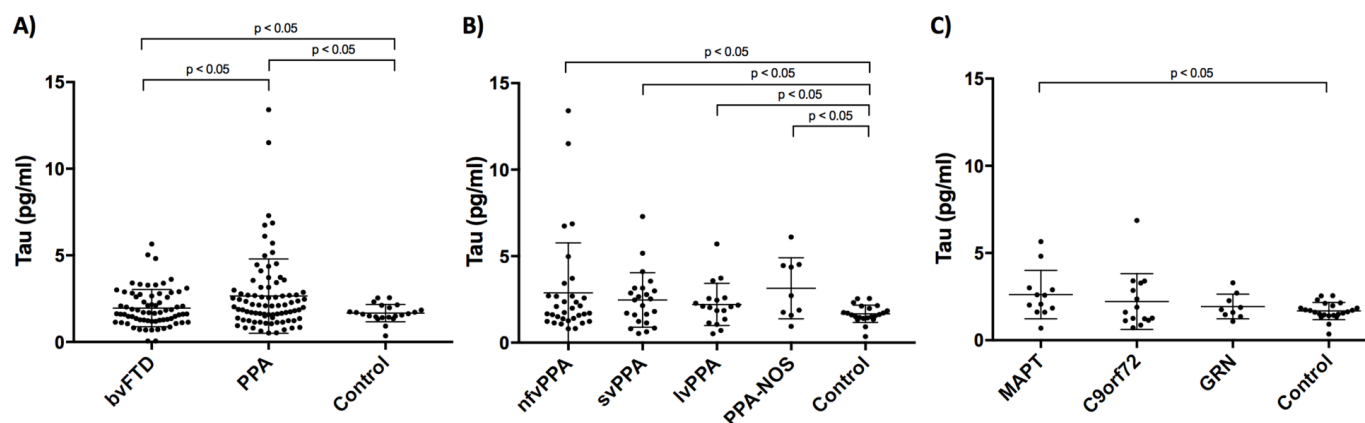 A)
p < 0.05
p < 0.05
p < 0.05
Tau (pg/ml)
15
10
5
0
bvFTD
PPA
Control
B)
p < 0.05
p < 0.05
p < 0.05
p < 0.05
Tau (pg/ml)
15
10
5
0
nfvPPA
svPPA
lvPPA
PPA-NOS
Control
C)
p < 0.05
Tau (pg/ml)
15
10
5
0
MAPT
C9orf72
GRN
Control